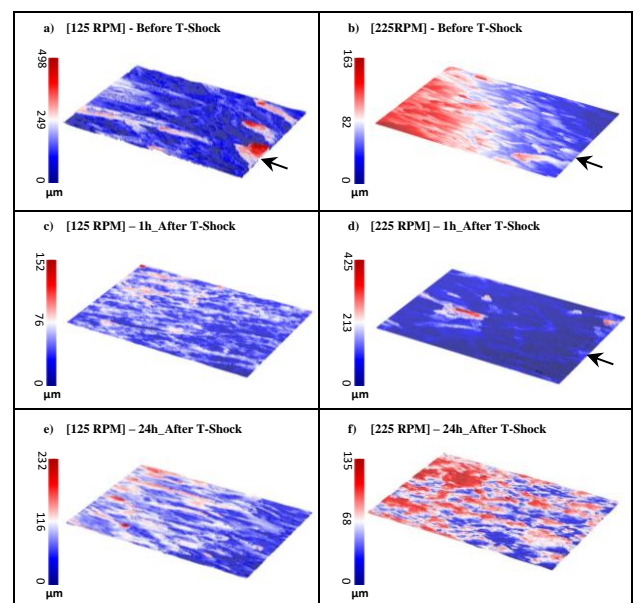 a) [125 RPM] - Before T-Shock
498
249
0
µm
b) [225RPM] - Before T-Shock
163
82
0
µm
c) [125 RPM] – 1h_After T-Shock
152
76
0
µm
d) [225 RPM] – 1h_After T-Shock
425
213
0
µm
e) [125 RPM] – 24h_After T-Shock
232
116
0
µm
f) [225 RPM] – 24h_After T-Shock
135
68
0
µm